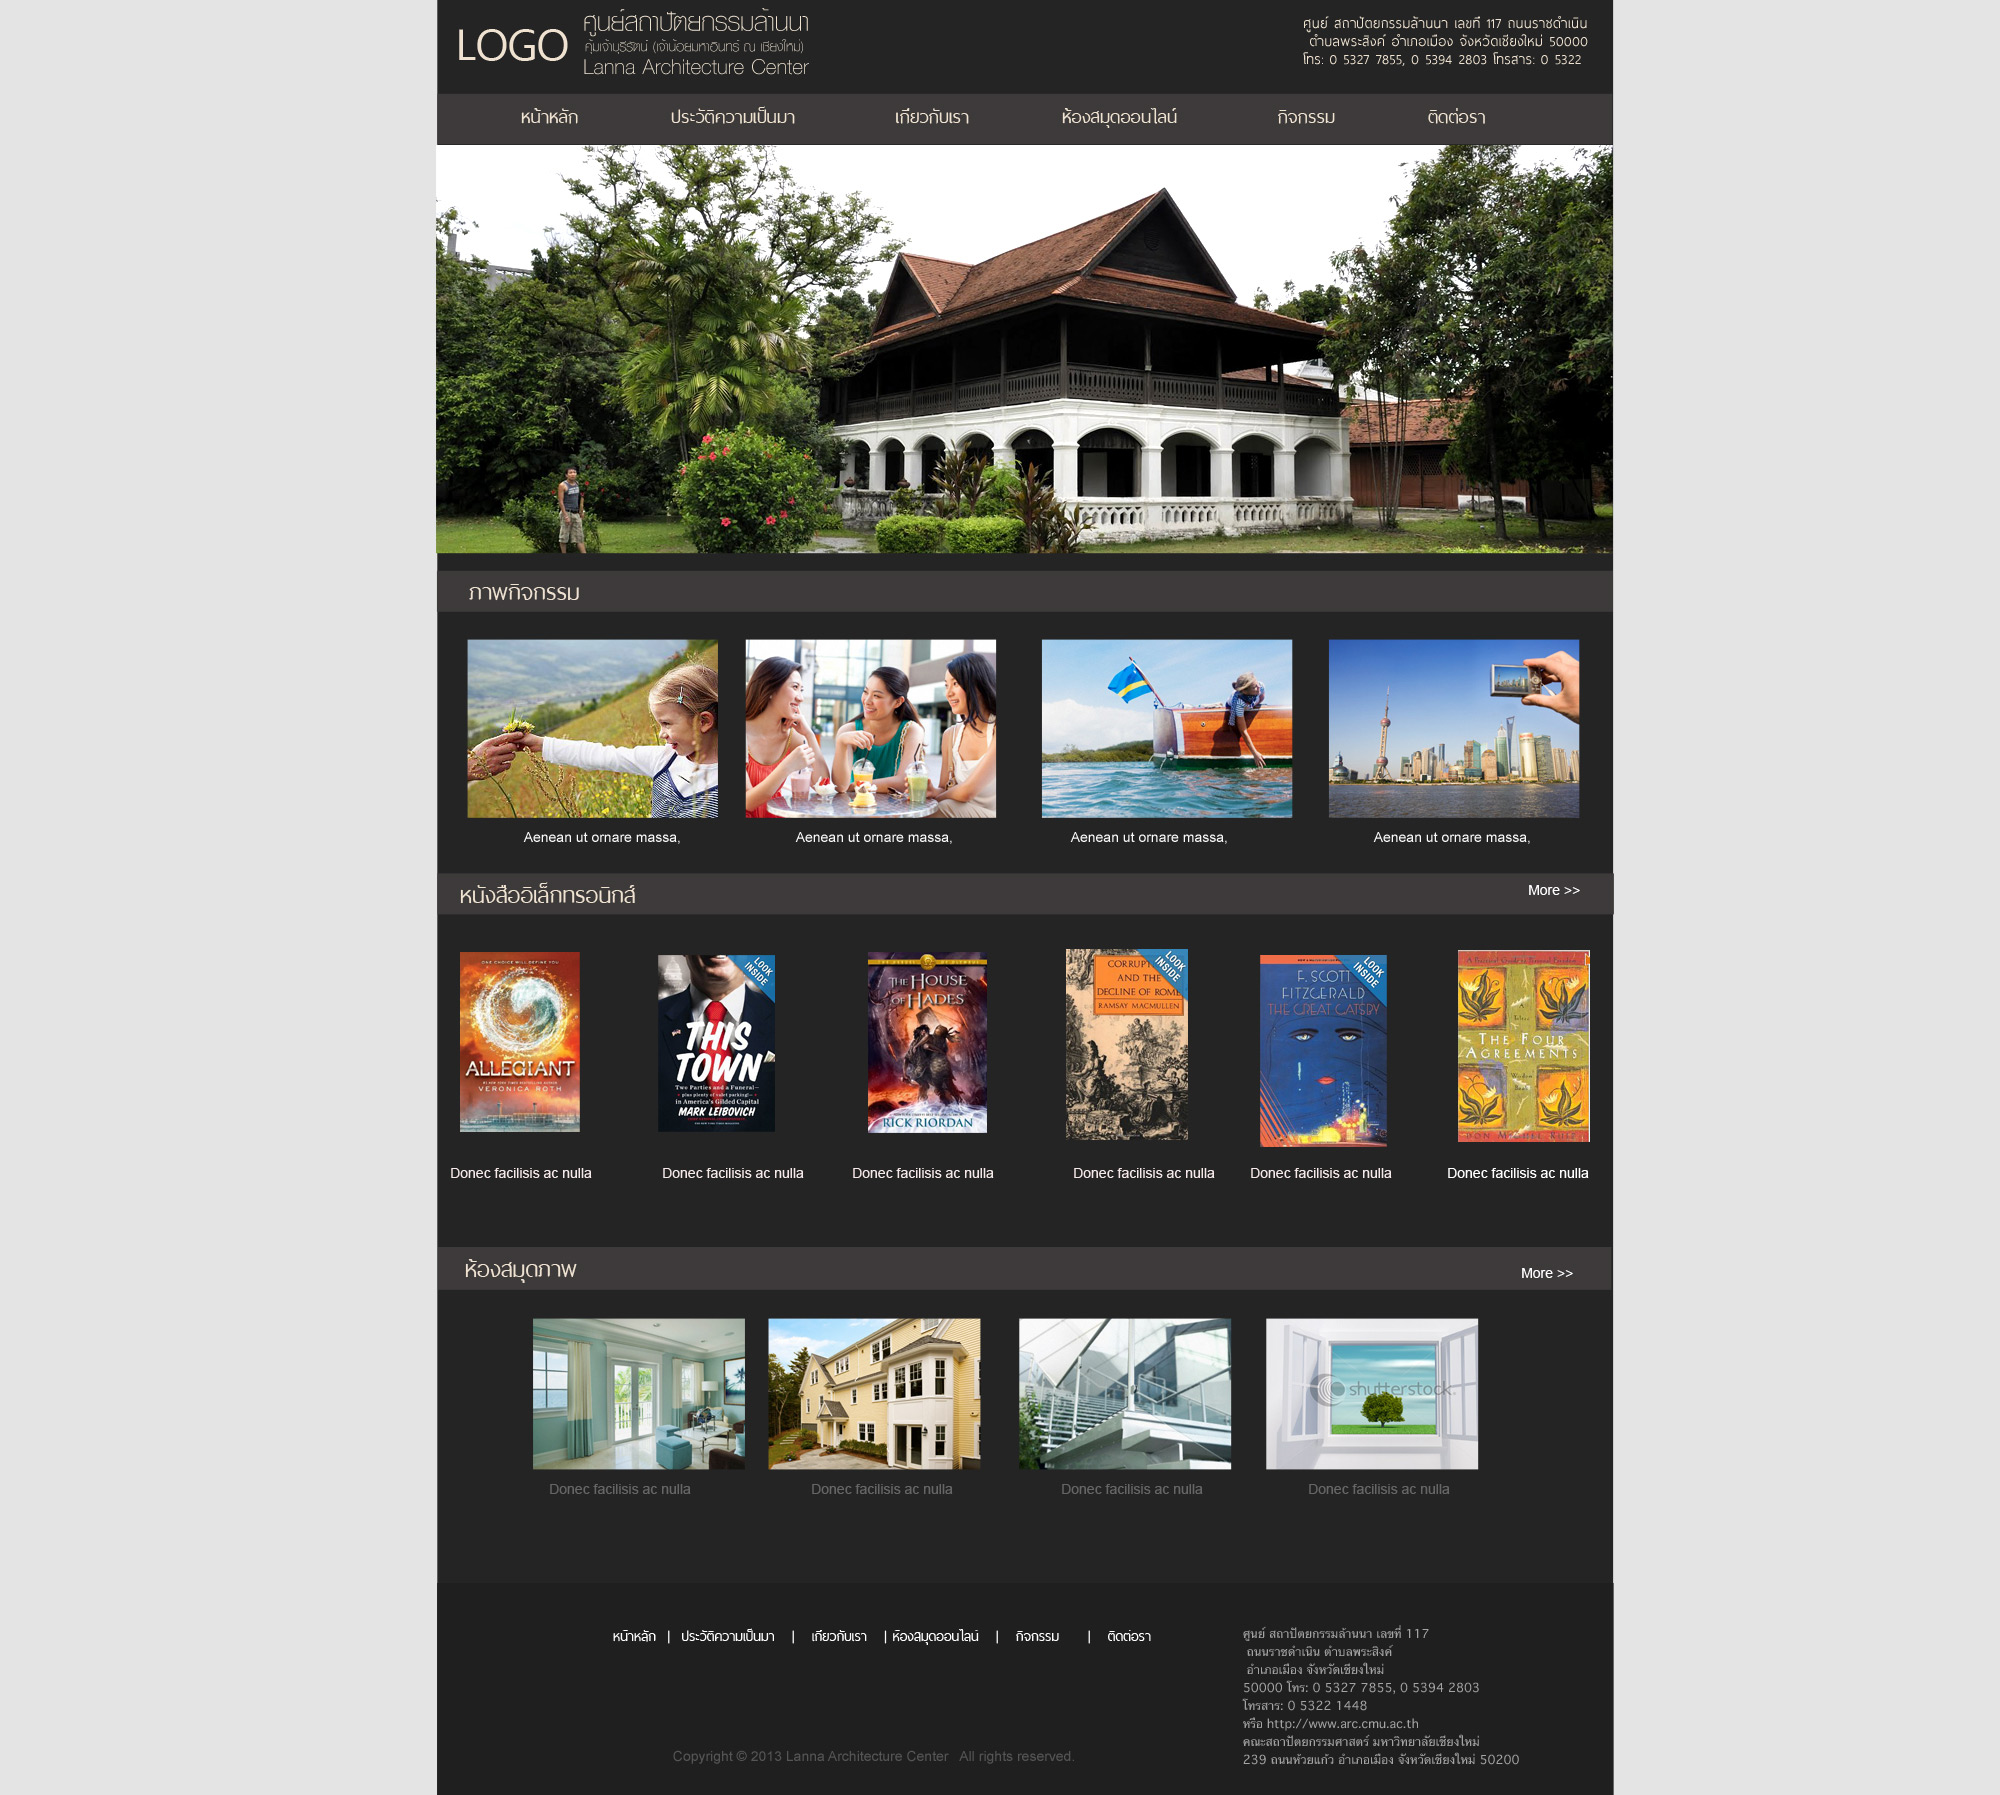 LOGO
ศูนย์สถาปัตยกรรมล้านนา
คุ้มเจ้าบุรีรัตน์ (เจ้าน้อยมหาอินทร์ ณ เชียงใหม่)
Lanna Architecture Center
ศูนย์ สถาปัตยกรรมล้านนา เลขที่ 117 ถนนราชดำเนิน
ตำบลพระสิงค์ อำเภอเมือง จังหวัดเชียงใหม่ 50000
โทร: 0 5327 7855, 0 5394 2803 โทรสาร: 0 5322
หน้าหลัก ประวัติความเป็นมา เกี่ยวกับเรา ห้องสมุดออนไลน์ กิจกรรม ติดต่อรา
ภาพกิจกรรม
Aenean ut ornare massa, Aenean ut ornare massa, Aenean ut ornare massa, Aenean ut ornare massa,
หนังสืออิเล็กทรอนิกส์ More >>
ONE CHOICE WILL DEFINE YOU
ALLEGIANT
VERONICA ROTH
LOOK INSIDE
THIS TOWN
Two Parties and a Funeral—
plus plenty of valet parking!—
in America's Gilded Capital
MARK LEIBOVICH
THE HOUSE OF HADES
RICK RIORDAN
LOOK INSIDE
AND THE
DECLINE OF ROME
RAMSAY MACMULLEN
LOOK INSIDE
F. SCOTT
FITZGERALD
THE GREAT GATSBY
A Practical Guide to Personal Freedom
THE FOUR
AGREEMENTS
DON MIGUEL RUIZ
Donec facilisis ac nulla Donec facilisis ac nulla Donec facilisis ac nulla Donec facilisis ac nulla Donec facilisis ac nulla Donec facilisis ac nulla
ห้องสมุดภาพ More >>
shutterstock
Donec facilisis ac nulla Donec facilisis ac nulla Donec facilisis ac nulla Donec facilisis ac nulla
หน้าหลัก | ประวัติความเป็นมา | เกี่ยวกับเรา | ห้องสมุดออนไลน์ | กิจกรรม | ติดต่อรา
ศูนย์ สถาปัตยกรรมล้านนา เลขที่ 117
ถนนราชดำเนิน ตำบลพระสิงค์
อำเภอเมือง จังหวัดเชียงใหม่
50000 โทร: 0 5327 7855, 0 5394 2803
โทรสาร: 0 5322 1448
หรือ http://www.arc.cmu.ac.th
คณะสถาปัตยกรรมศาสตร์ มหาวิทยาลัยเชียงใหม่
239 ถนนห้วยแก้ว อำเภอเมือง จังหวัดเชียงใหม่ 50200
Copyright © 2013 Lanna Architecture Center All rights reserved.